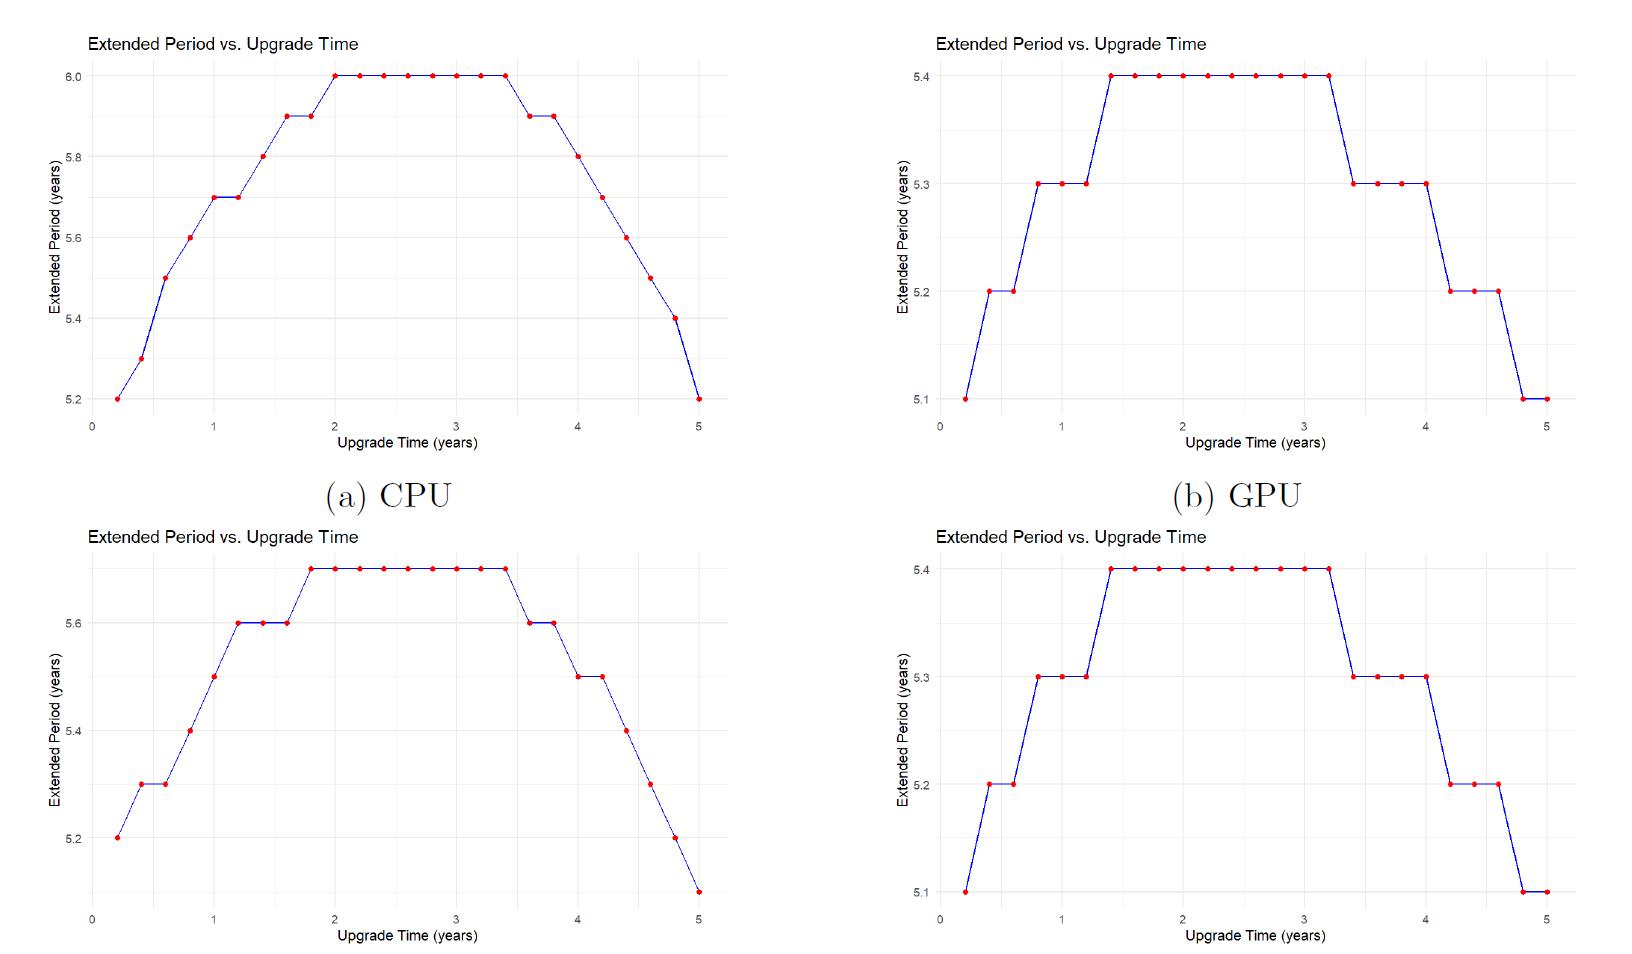 Extended Period vs. Upgrade Time
Extended Period (years)
6.0
5.8
5.6
5.4
5.2
0 1 2 3 4 5
Upgrade Time (years)
(a) CPU
Extended Period vs. Upgrade Time
Extended Period (years)
5.4
5.3
5.2
5.1
0 1 2 3 4 5
Upgrade Time (years)
(b) GPU
Extended Period vs. Upgrade Time
Extended Period (years)
5.6
5.4
5.2
0 1 2 3 4 5
Upgrade Time (years)
Extended Period vs. Upgrade Time
Extended Period (years)
5.4
5.3
5.2
5.1
0 1 2 3 4 5
Upgrade Time (years)